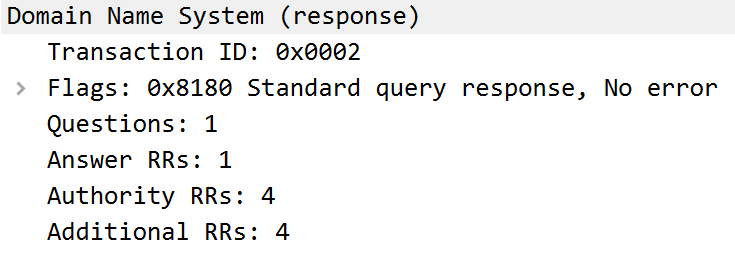 Domain Name System (response)
Transaction ID: 0x0002
Flags: 0x8180 Standard query response, No error
Questions: 1
Answer RRs: 1
Authority RRs: 4
Additional RRs: 4